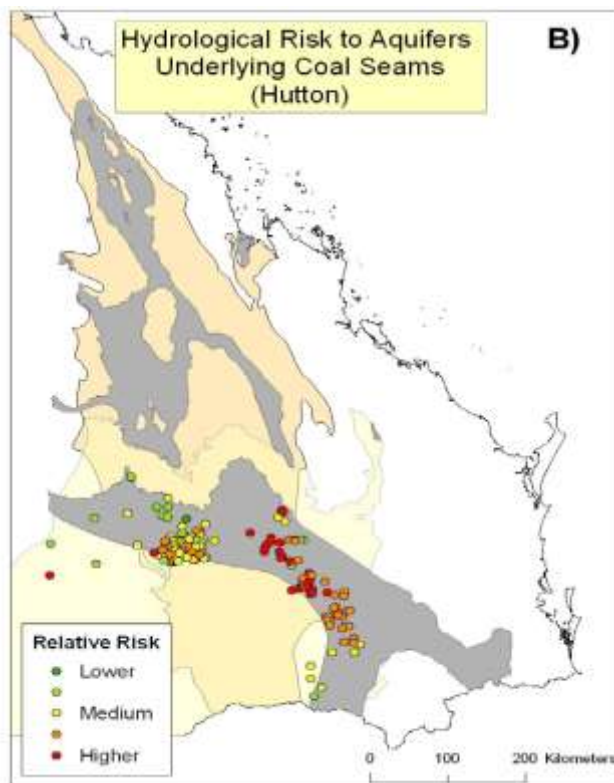 Hydrological Risk to Aquifers
Underlying Coal Seams
(Hutton)
B)
Relative Risk
Lower
Medium
Higher
0 100 200 Kilometers